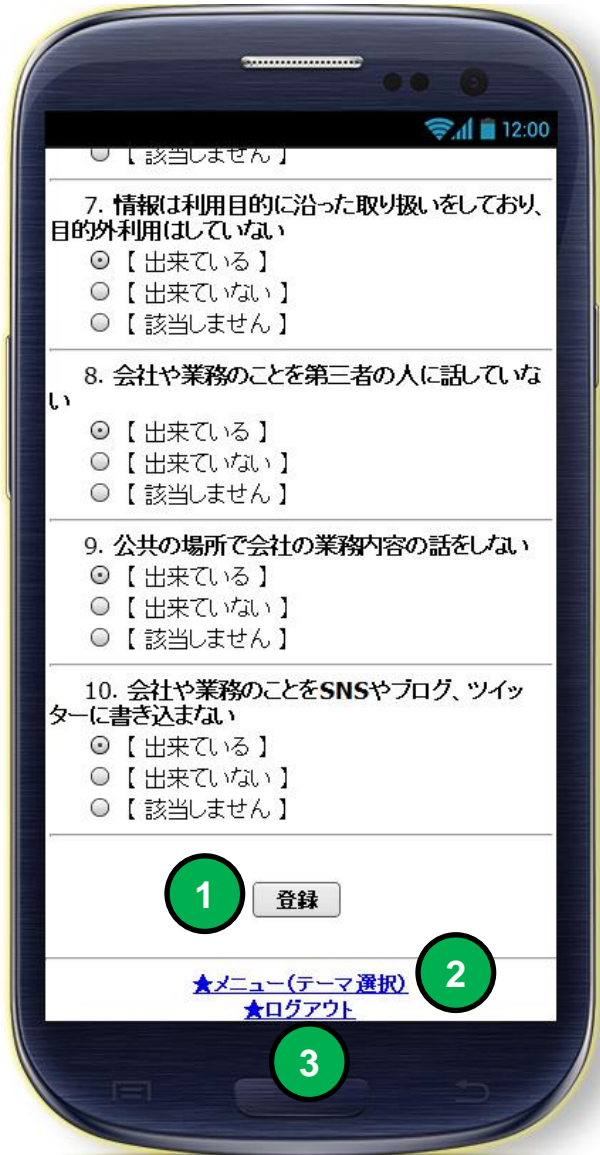 12:00
【 該当しません 】
7. 情報は利用目的に沿った取り扱いをしており、
目的外利用はしていない
【 出来ている 】
【 出来ていない 】
【 該当しません 】
8. 会社や業務のことを第三者の人に話していな
い
【 出来ている 】
【 出来ていない 】
【 該当しません 】
9. 公共の場所で会社の業務内容の話をしない
【 出来ている 】
【 出来ていない 】
【 該当しません 】
10. 会社や業務のことをSNSやブログ、ツイッ
ターに書き込まない
【 出来ている 】
【 出来ていない 】
【 該当しません 】
1
登録
2
★メニュー(テーマ選択)
★ログアウト
3